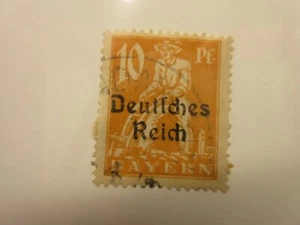 10 Pf.
Deutſches
Reich
BAYERN